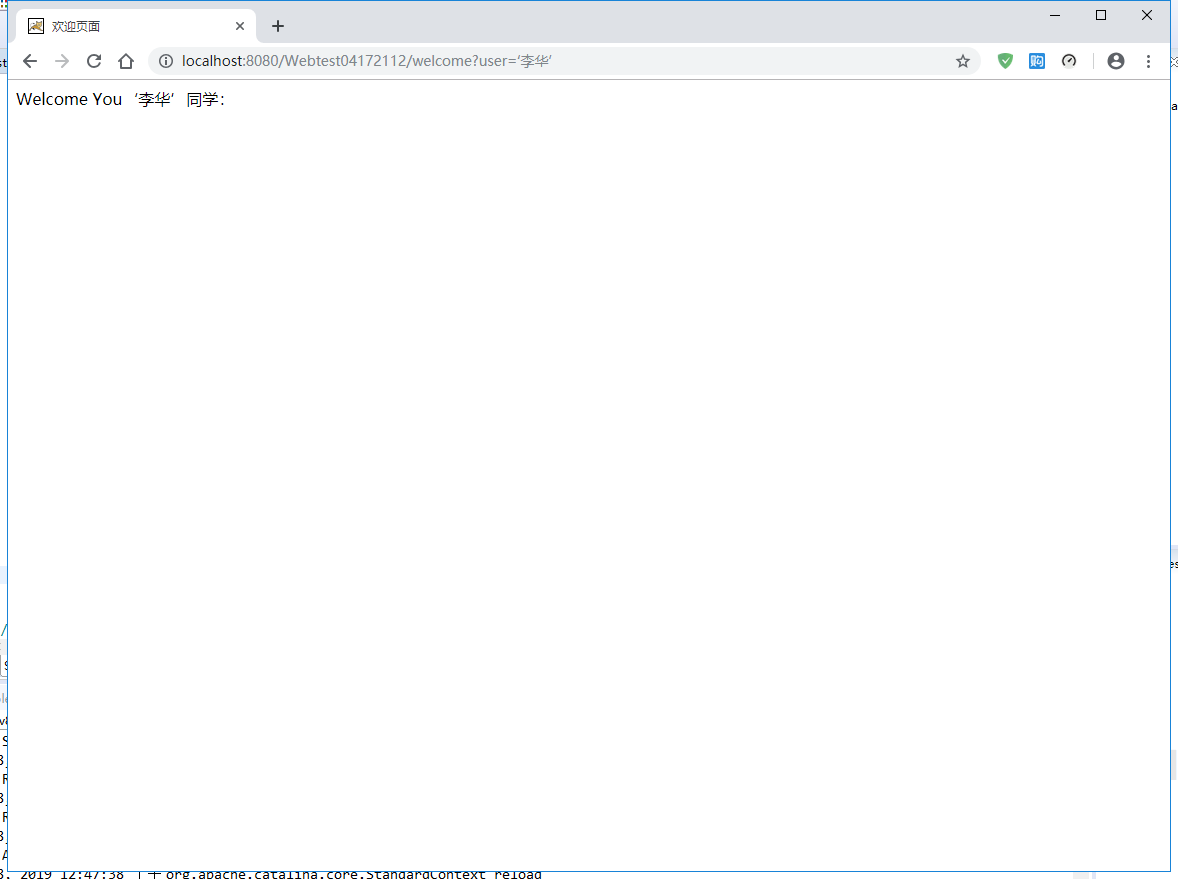 欢迎页面
localhost:8080/Webtest04172112/welcome?user=‘李华’
购
Welcome You‘李华’同学：
2019 12:47:38
org.apache.catalina.core.StandardContext reload